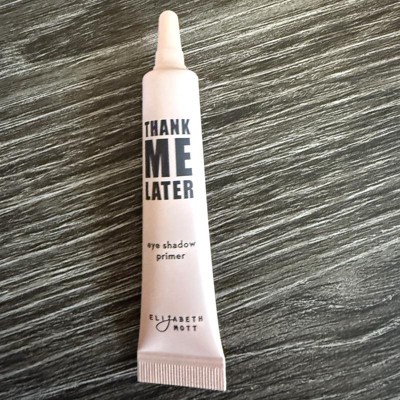 THANK
ME
LATER
eye shadow
primer
ELIZABETH
MOTT